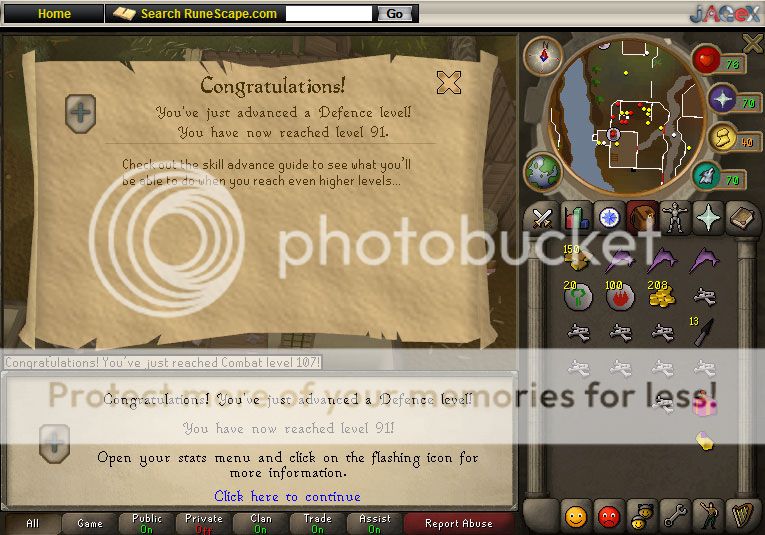 Home
Search RuneScape.com
Go
JAGeX
Congratulations!
You've just advanced a Defence level!
You have now reached level 91.
Check out the skill advance guide to see what you'll
be able to do when you reach even higher levels...
78
70
40
70
150
20
100
208
13
photobucket
Congratulations! You've just reached Combat level 107!
Protect more of your memories for less!
Congratulations! You've just advanced a Defence level!
You have now reached level 91!
Open your stats menu and click on the flashing icon for
more information.
Click here to continue
All
Game
Public
On
Private
Off
Clan
On
Trade
On
Assist
On
Report Abuse